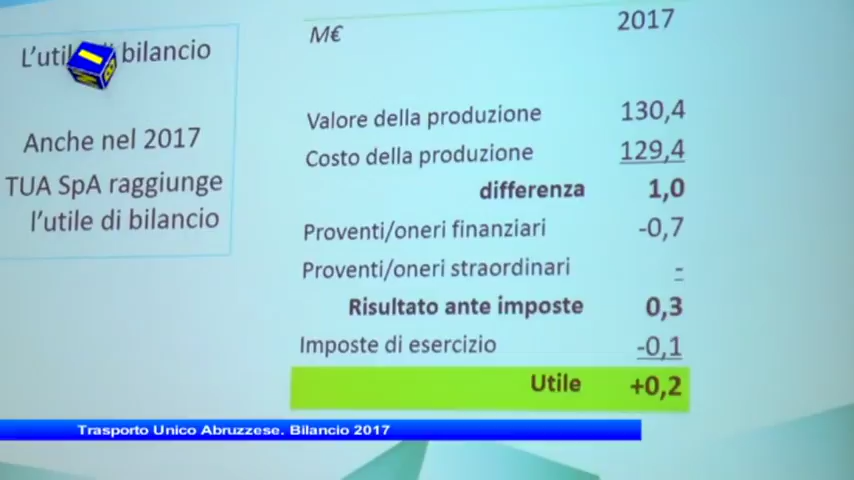 L'utile di bilancio
Anche nel 2017
TUA SpA raggiunge
l'utile di bilancio
M€ 2017
Valore della produzione 130,4
Costo della produzione 129,4
differenza 1,0
Proventi/oneri finanziari -0,7
Proventi/oneri straordinari -
Risultato ante imposte 0,3
Imposte di esercizio -0,1
Utile +0,2
Trasporto Unico Abruzzese. Bilancio 2017